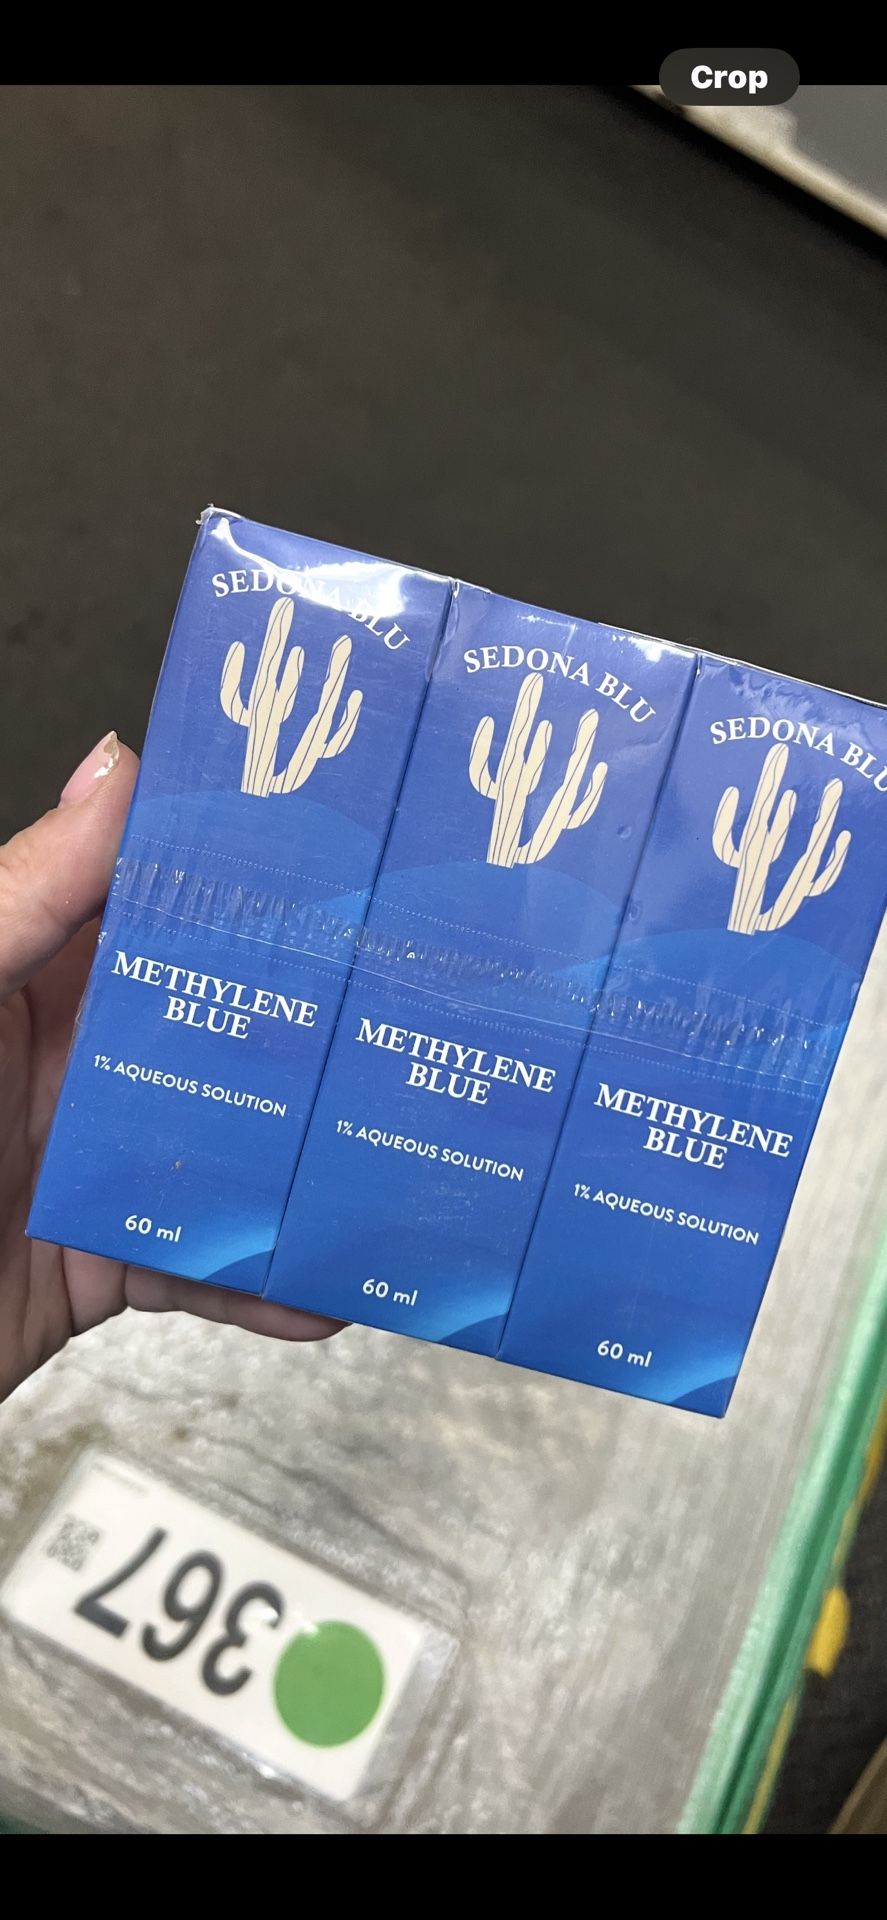 Crop
SEDONA BLU
METHYLENE
BLUE
1% AQUEOUS SOLUTION
60 ml
SEDONA BLU
METHYLENE
BLUE
1% AQUEOUS SOLUTION
60 ml
SEDONA BLU
METHYLENE
BLUE
1% AQUEOUS SOLUTION
60 ml
367